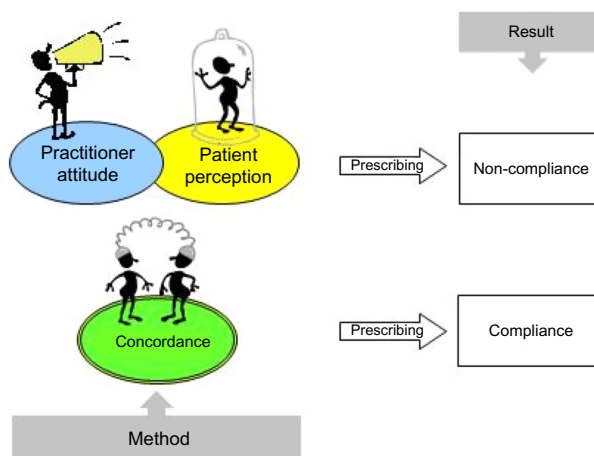 Result
Practitioner
attitude
Patient
perception
Prescribing
Non-compliance
Concordance
Prescribing
Compliance
Method